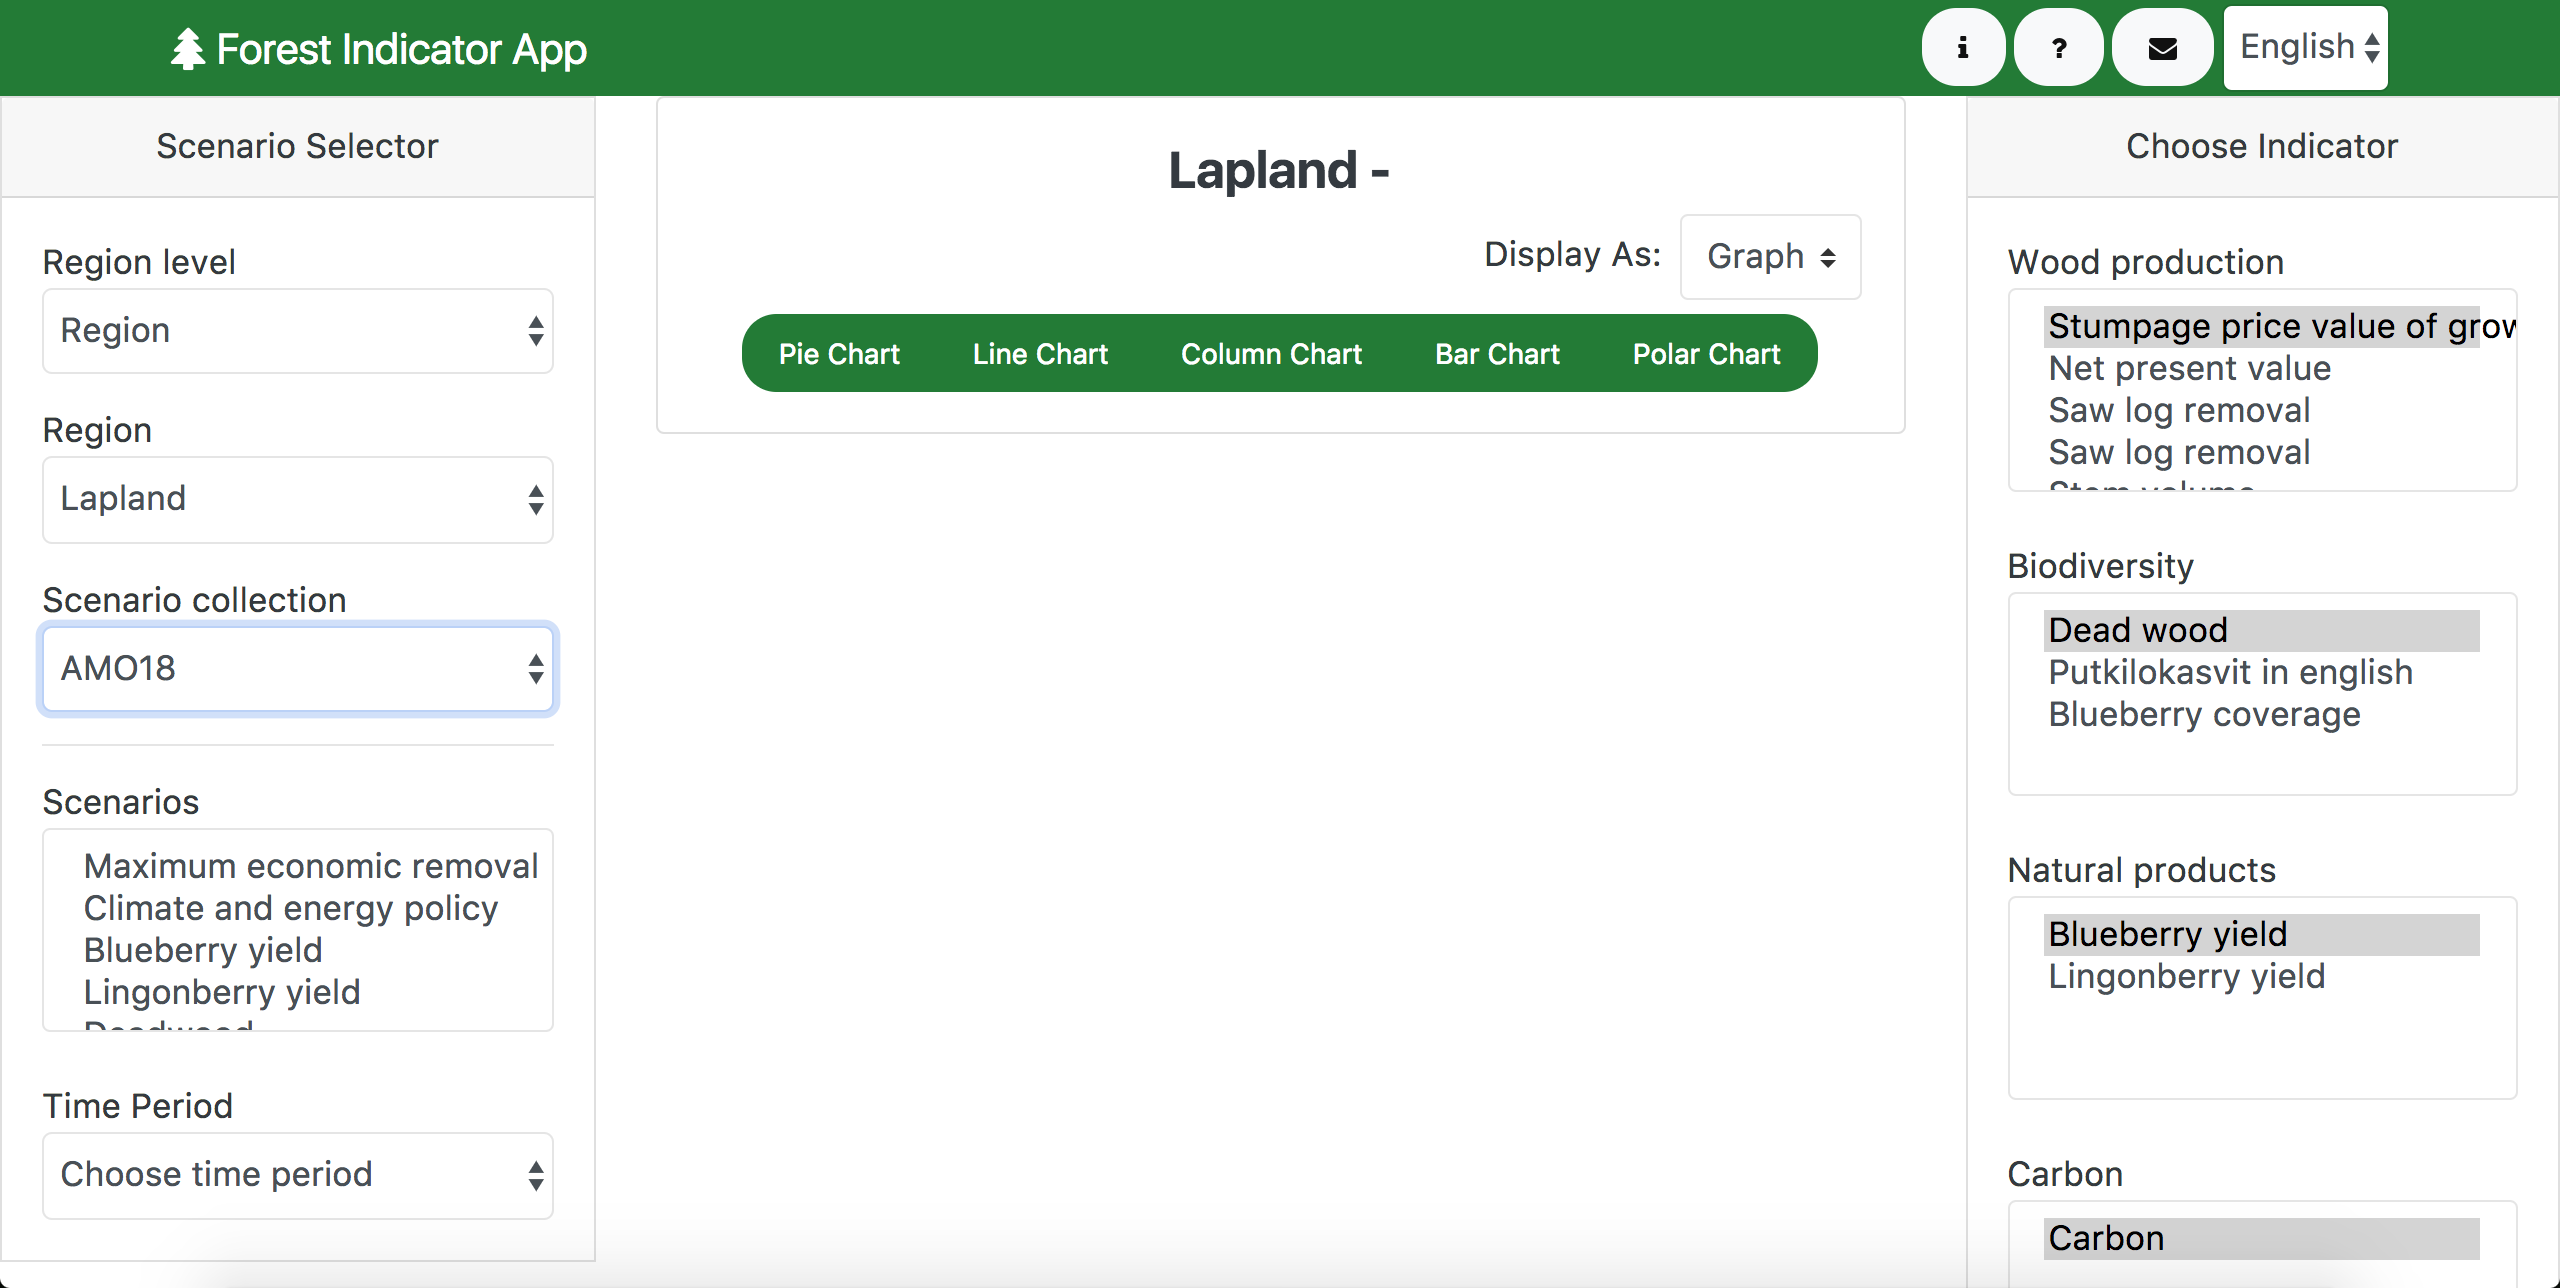 Forest Indicator App
i
?
English
Scenario Selector
Region level
Region
Region
Lapland
Scenario collection
AMO18
Scenarios
Maximum economic removal
Climate and energy policy
Blueberry yield
Lingonberry yield
Deadwood
Time Period
Choose time period
Lapland -
Display As:
Graph
Pie Chart
Line Chart
Column Chart
Bar Chart
Polar Chart
Choose Indicator
Wood production
Stumpage price value of grow
Net present value
Saw log removal
Saw log removal
Stem volume
Biodiversity
Dead wood
Putkilokasvit in english
Blueberry coverage
Natural products
Blueberry yield
Lingonberry yield
Carbon
Carbon